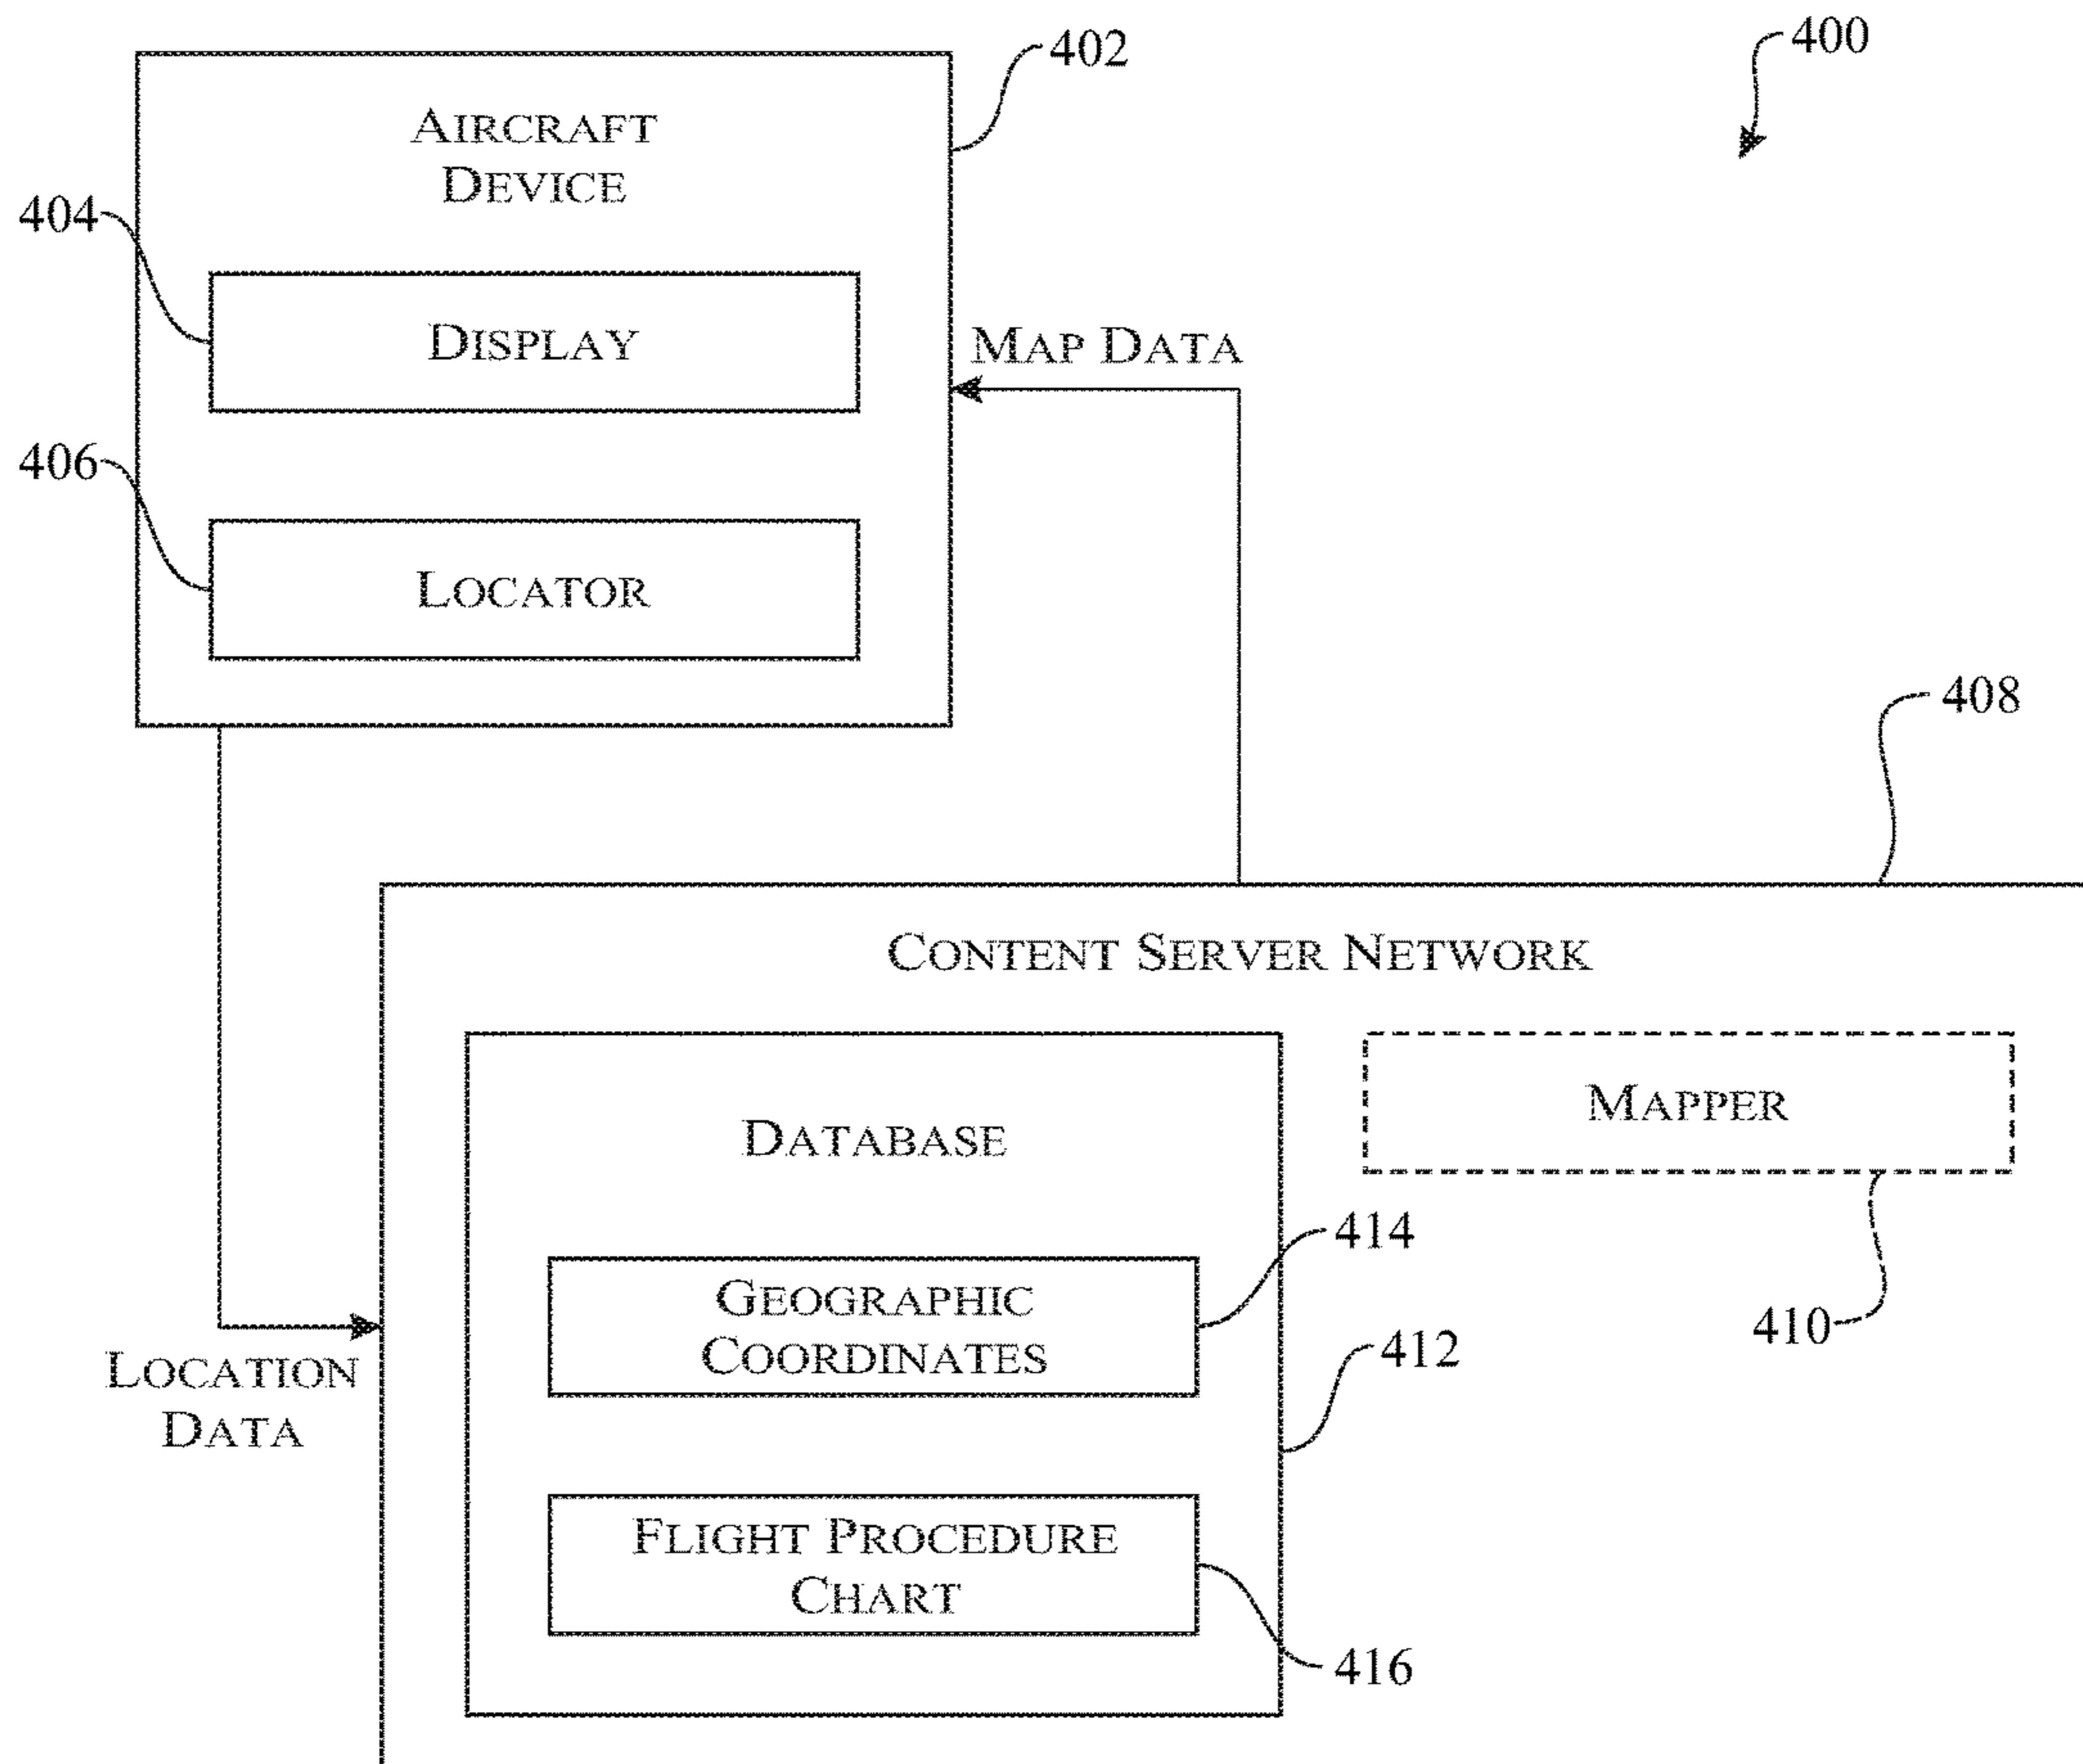 400
402
AIRCRAFT
DEVICE
404
DISPLAY
MAP DATA
406
LOCATOR
408
CONTENT SERVER NETWORK
DATABASE
MAPPER
414
GEOGRAPHIC
COORDINATES
410
412
LOCATION
DATA
FLIGHT PROCEDURE
CHART
416